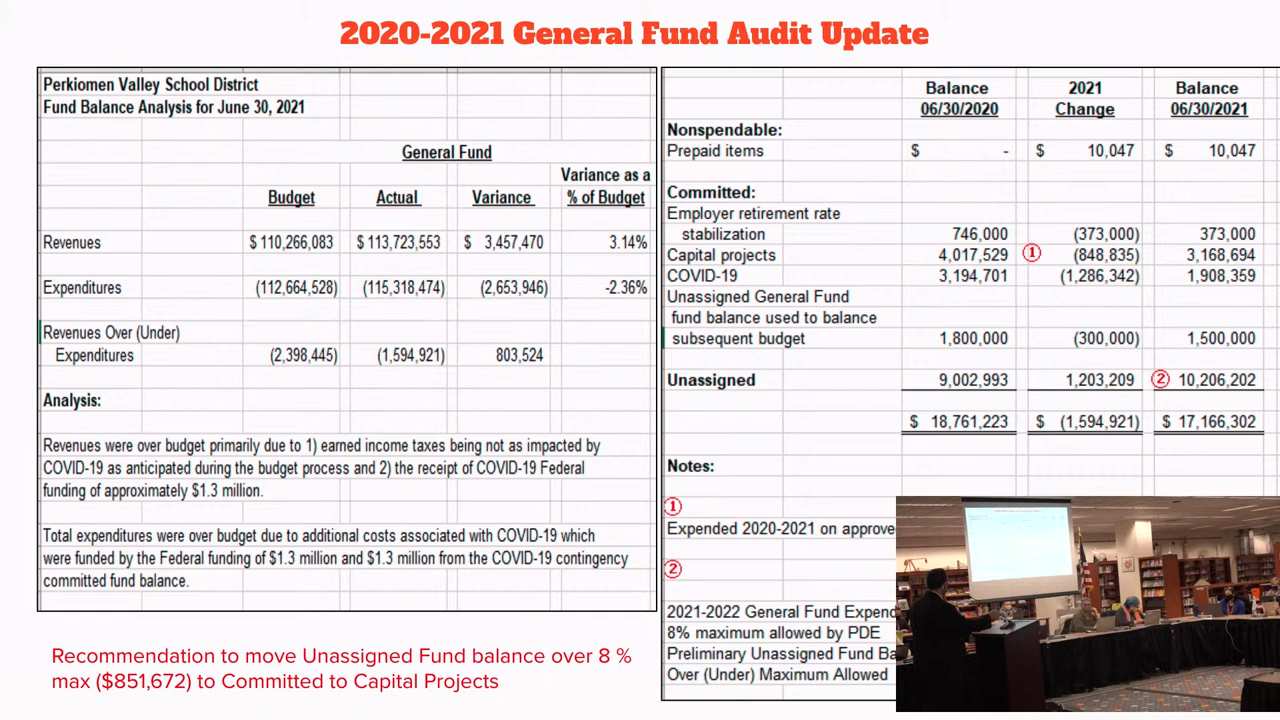 2020-2021 General Fund Audit Update
Perkiomen Valley School District
Fund Balance Analysis for June 30, 2021
General Fund
Variance as a
Budget Actual Variance % of Budget
Revenues $ 110,266,083 $ 113,723,553 $ 3,457,470 3.14%
Expenditures (112,664,528) (115,318,474) (2,653,946) -2.36%
Revenues Over (Under)
Expenditures (2,398,445) (1,594,921) 803,524
Analysis:
Revenues were over budget primarily due to 1) earned income taxes being not as impacted by
COVID-19 as anticipated during the budget process and 2) the receipt of COVID-19 Federal
funding of approximately $1.3 million.
Total expenditures were over budget due to additional costs associated with COVID-19 which
were funded by the Federal funding of $1.3 million and $1.3 million from the COVID-19 contingency
committed fund balance.
Recommendation to move Unassigned Fund balance over 8 %
max ($851,672) to Committed to Capital Projects
Balance 2021 Balance
06/30/2020 Change 06/30/2021
Nonspendable:
Prepaid items $ - $ 10,047 $ 10,047
Committed:
Employer retirement rate
stabilization 746,000 (373,000) 373,000
Capital projects 4,017,529 ① (848,835) 3,168,694
COVID-19 3,194,701 (1,286,342) 1,908,359
Unassigned General Fund
fund balance used to balance
subsequent budget 1,800,000 (300,000) 1,500,000
Unassigned 9,002,993 1,203,209 ② 10,206,202
$ 18,761,223 $ (1,594,921) $ 17,166,302
Notes:
①
Expended 2020-2021 on approve
②
2021-2022 General Fund Expend
8% maximum allowed by PDE
Preliminary Unassigned Fund Ba
Over (Under) Maximum Allowed